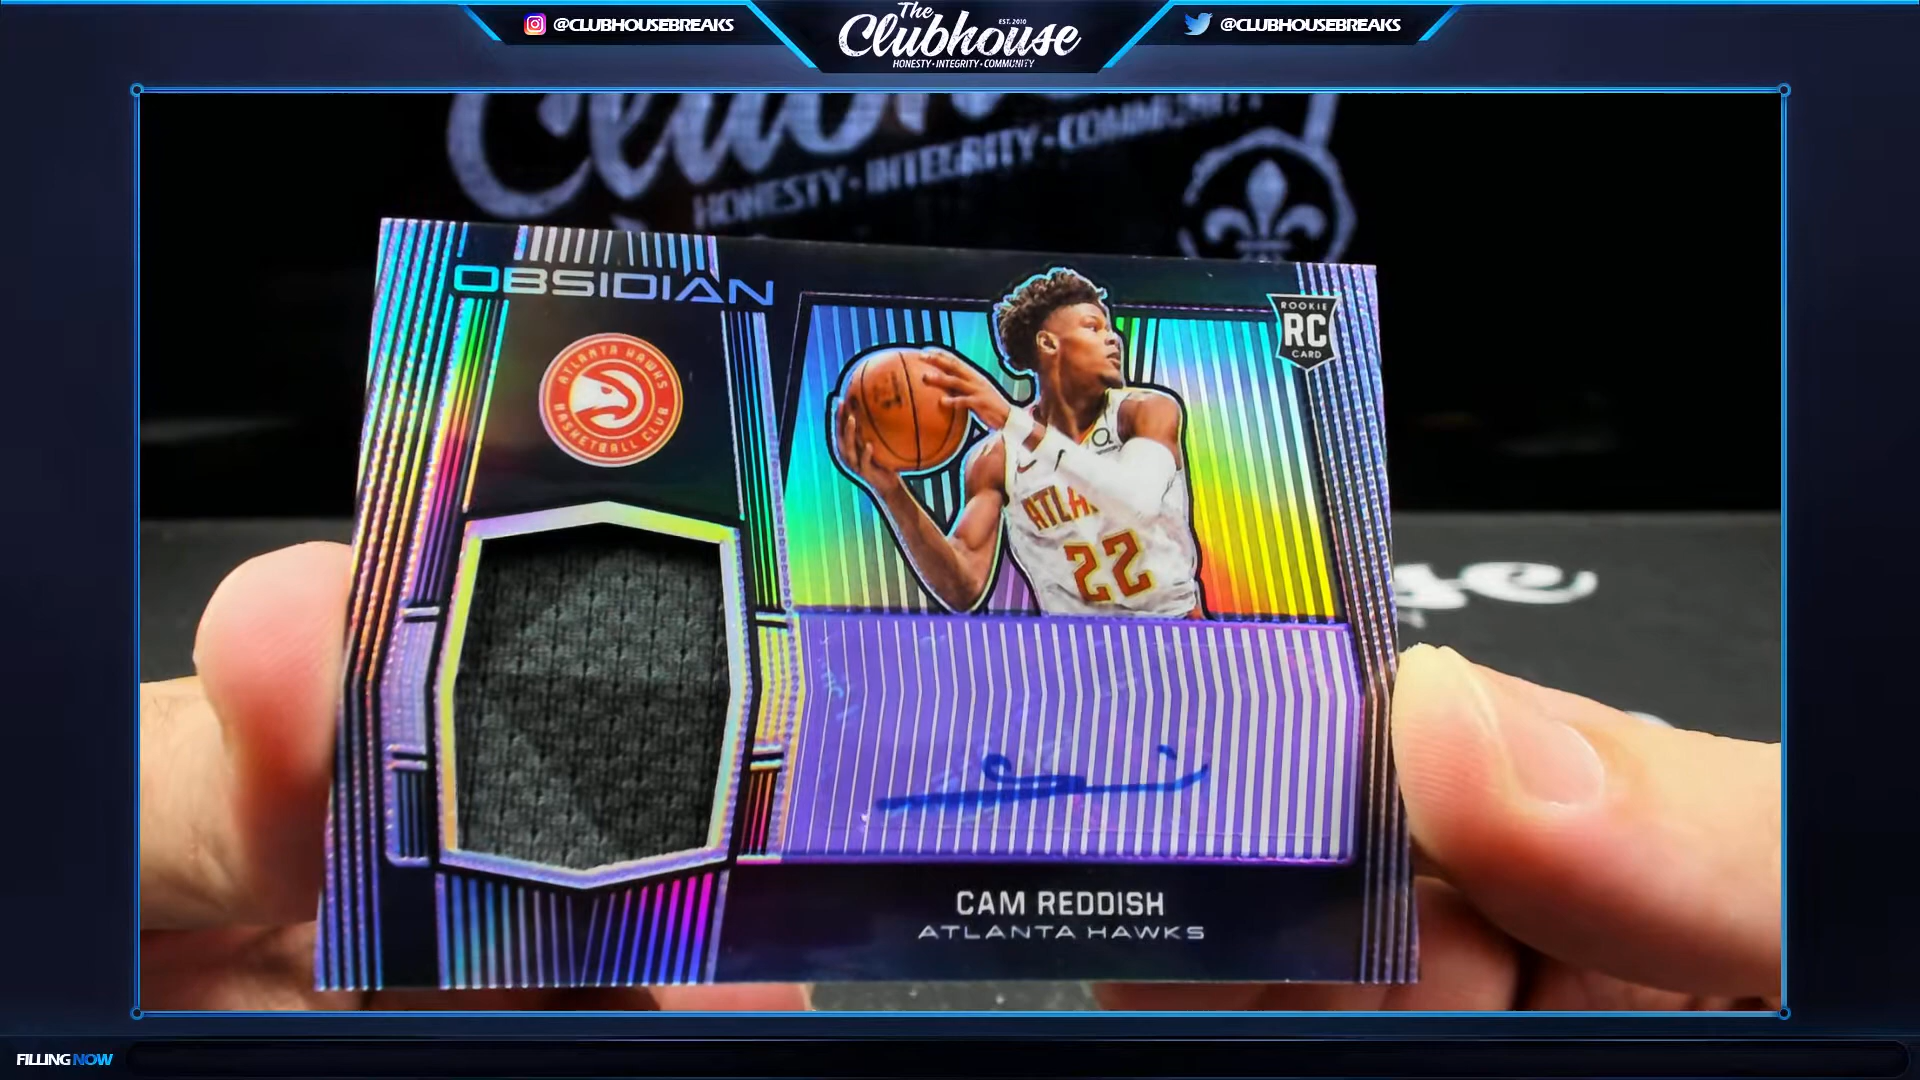 @CLUBHOUSEBREAKS
The
Clubhouse
EST. 2010
HONESTY • INTEGRITY • COMMUNITY
@CLUBHOUSEBREAKS
HONESTY • INTEGRITY • COMMUNITY
OBSIDIAN
ATLANTA HAWKS
BASKETBALL CLUB
ROOKIE
RC
CARD
ATLA
22
CAM REDDISH
ATLANTA HAWKS
FILLING NOW